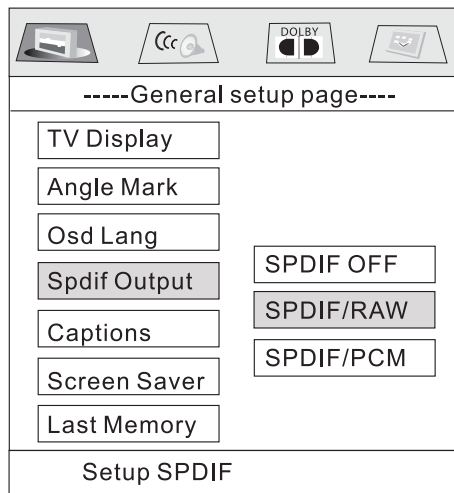 DOLBY
-----General setup page----
TV Display
Angle Mark
Osd Lang
Spdif Output
Captions
Screen Saver
Last Memory
SPDIF OFF
SPDIF/RAW
SPDIF/PCM
Setup SPDIF